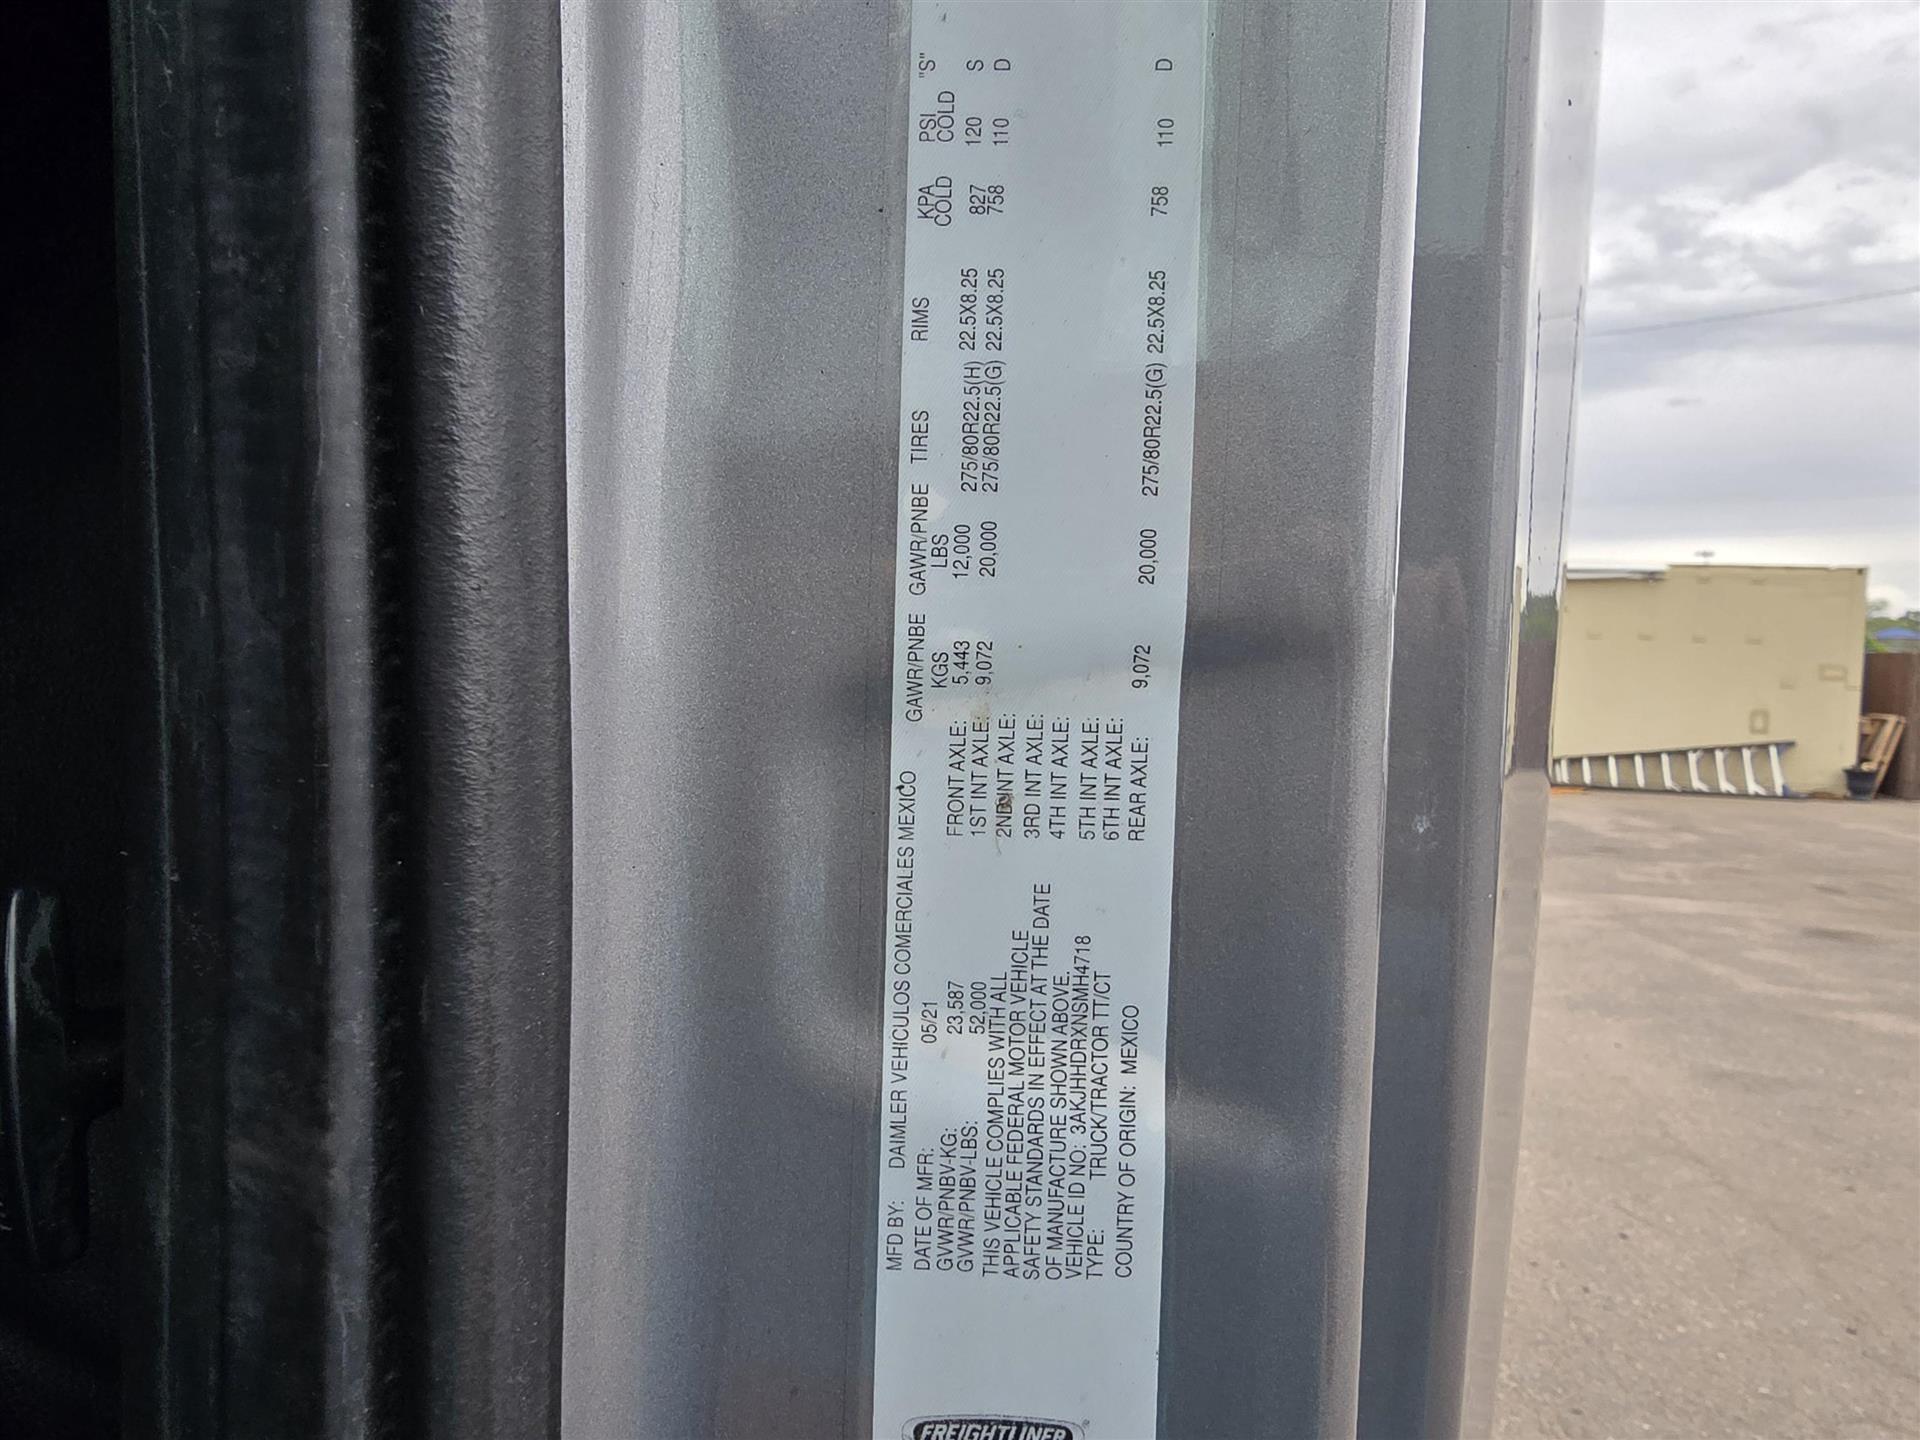 FREIGHTLINER
MFD BY: DAIMLER VEHICULOS COMERCIALES MEXICO
DATE OF MFR: 05/21
GVWR/PNBV-KG: 23,587
GVWR/PNBV-LBS: 52,000
THIS VEHICLE COMPLIES WITH ALL
APPLICABLE FEDERAL MOTOR VEHICLE
SAFETY STANDARDS IN EFFECT AT THE DATE
OF MANUFACTURE SHOWN ABOVE.
VEHICLE ID NO: 3AKJHHDRXNSMH4718
TYPE: TRUCK/TRACTOR TT/CT
COUNTRY OF ORIGIN: MEXICO
GAWR/PNBE GAWR/PNBE TIRES RIMS KPA PSI "S"
KGS LBS COLD COLD
FRONT AXLE: 5,443 12,000 275/80R22.5(H) 22.5X8.25 827 120 S
1ST INT AXLE: 9,072 20,000 275/80R22.5(G) 22.5X8.25 758 110 D
2ND INT AXLE:
3RD INT AXLE:
4TH INT AXLE:
5TH INT AXLE:
6TH INT AXLE:
REAR AXLE: 9,072 20,000 275/80R22.5(G) 22.5X8.25 758 110 D